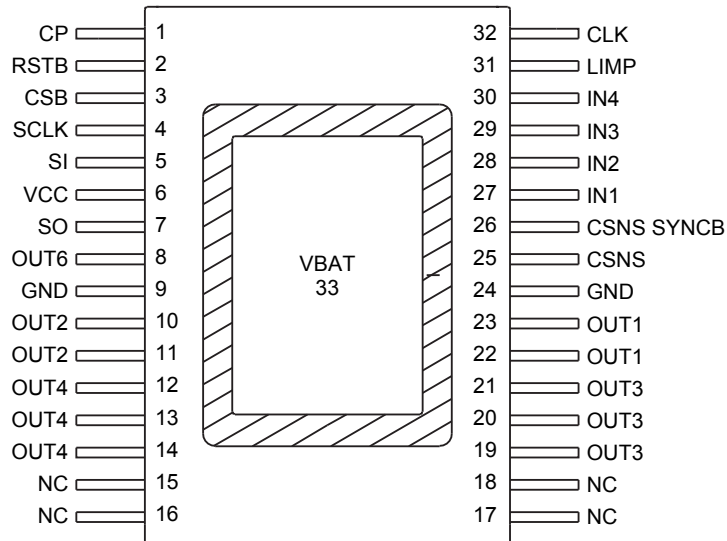 CP 1 32 CLK
RSTB 2 31 LIMP
CSB 3 30 IN4
SCLK 4 29 IN3
SI 5 28 IN2
VCC 6 27 IN1
SO 7 26 CSNS SYNCB
OUT6 8 25 CSNS
GND 9 24 GND
OUT2 10 23 OUT1
OUT2 11 22 OUT1
OUT4 12 21 OUT3
OUT4 13 20 OUT3
OUT4 14 19 OUT3
NC 15 18 NC
NC 16 17 NC
VBAT
33